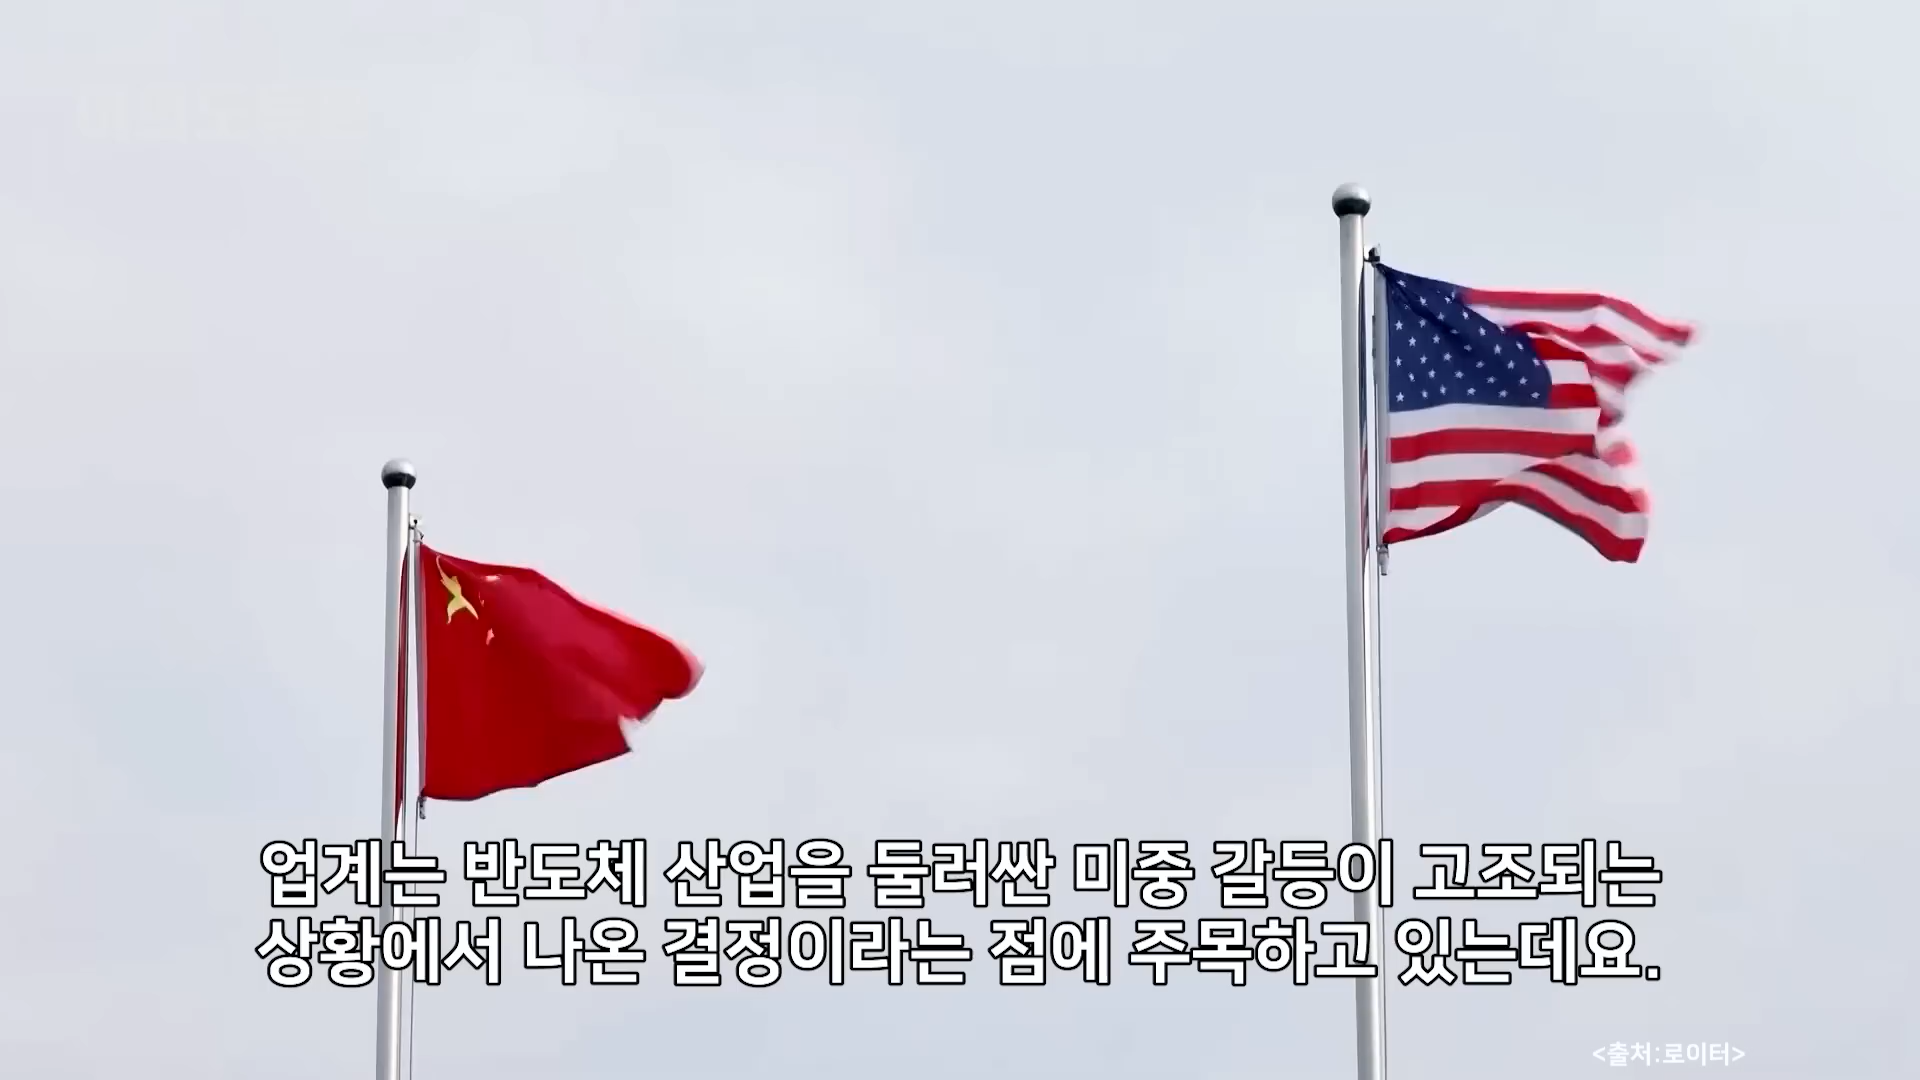 업계는 반도체 산업을 둘러싼 미중 갈등이 고조되는
상황에서 나온 결정이라는 점에 주목하고 있는데요.
<출처:로이터>